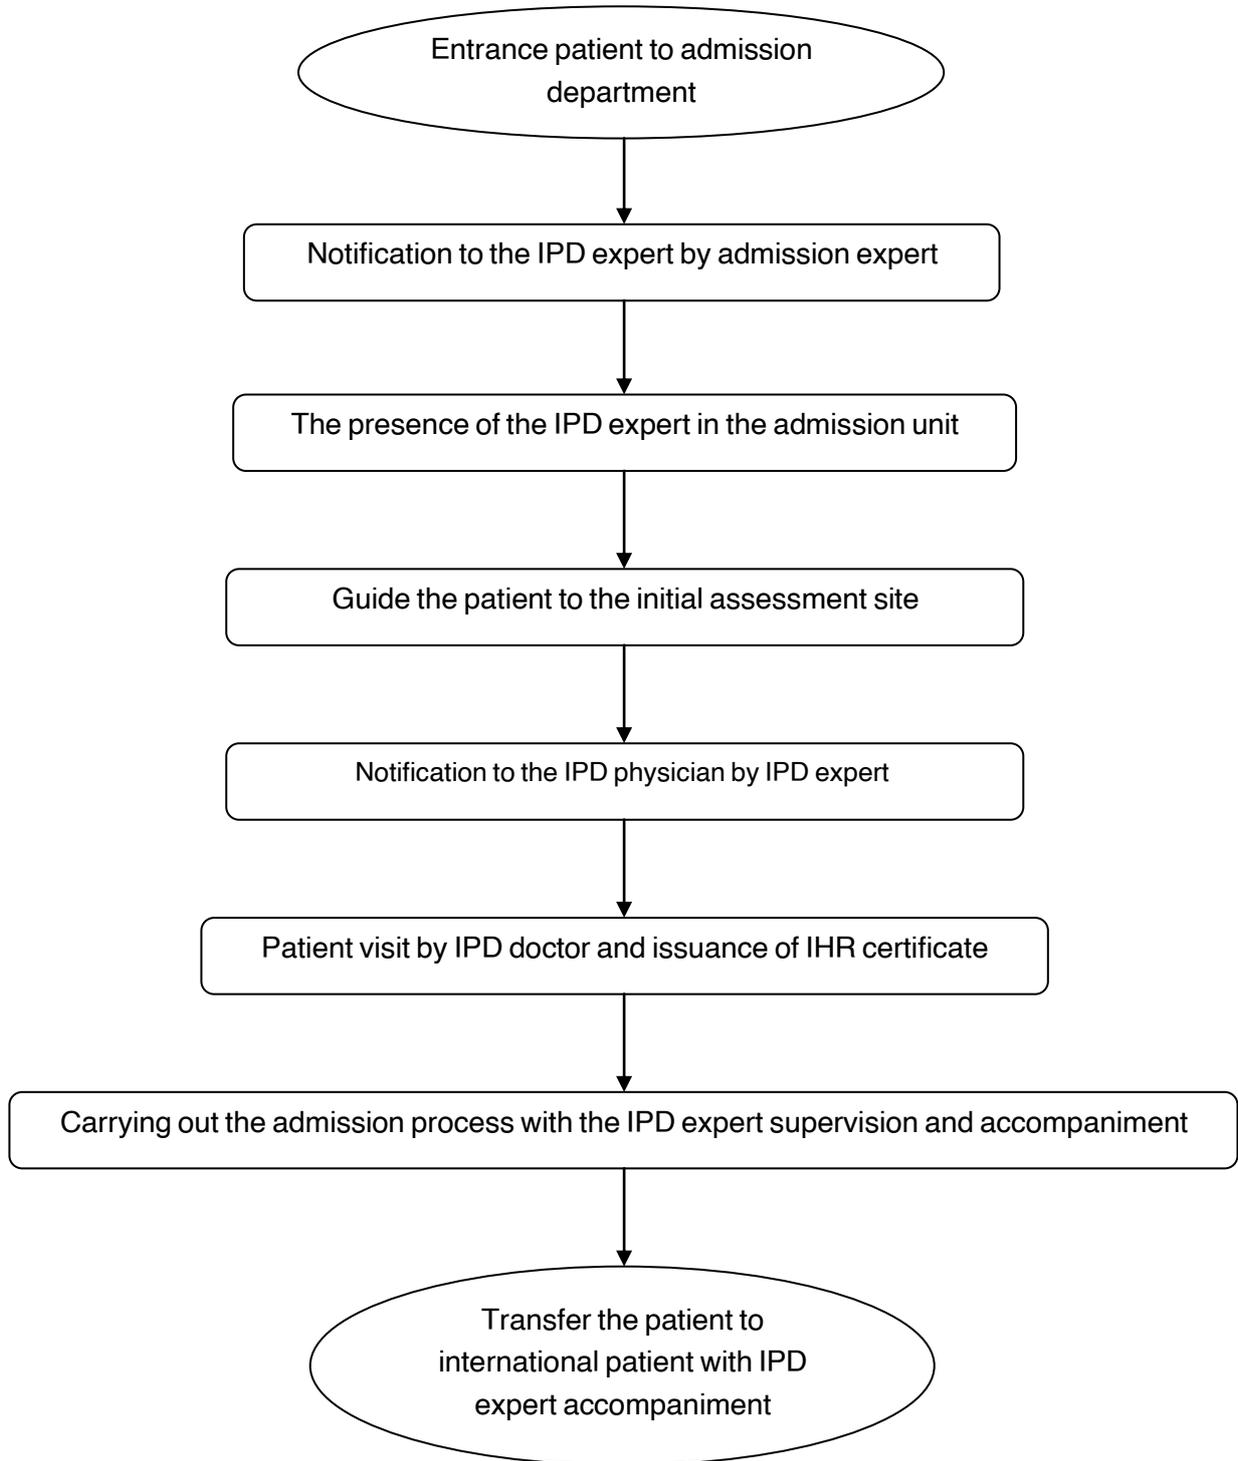 Entrance patient to admission
department
Notification to the IPD expert by admission expert
The presence of the IPD expert in the admission unit
Guide the patient to the initial assessment site
Notification to the IPD physician by IPD expert
Patient visit by IPD doctor and issuance of IHR certificate
Carrying out the admission process with the IPD expert supervision and accompaniment
Transfer the patient to
international patient with IPD
expert accompaniment